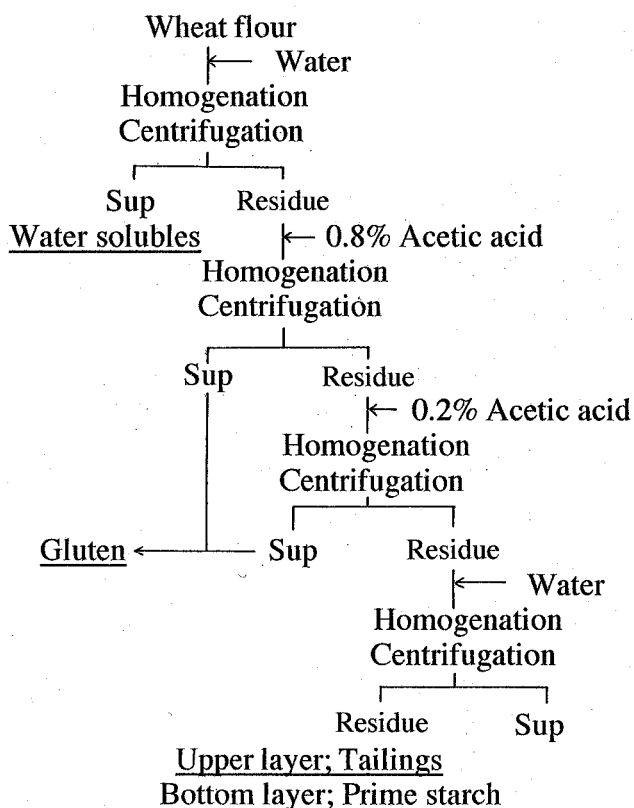 Wheat flour
Water
Homogenation
Centrifugation
Sup Residue
Water solubles
0.8% Acetic acid
Homogenation
Centrifugation
Sup Residue
0.2% Acetic acid
Homogenation
Centrifugation
Gluten Sup Residue
Water
Homogenation
Centrifugation
Residue Sup
Upper layer; Tailings
Bottom layer; Prime starch